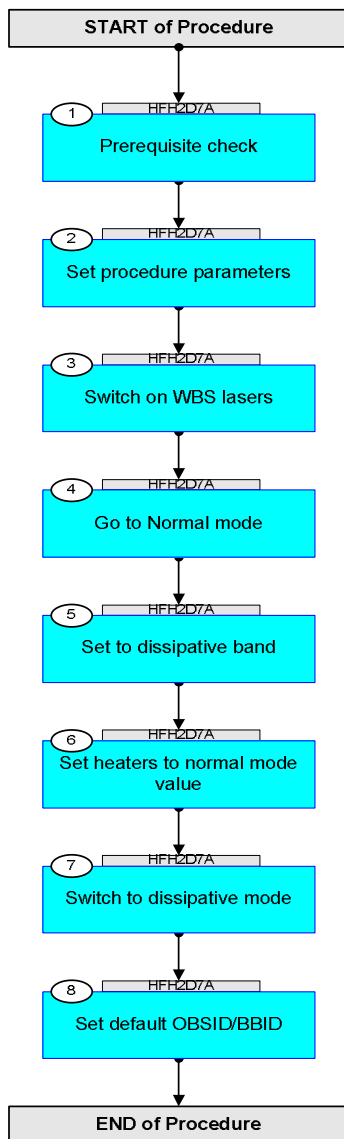 START of Procedure
HFH2D7A
1
Prerequisite check
HFH2D7A
2
Set procedure parameters
HFH2D7A
3
Switch on WBS lasers
HFH2D7A
4
Go to Normal mode
HFH2D7A
5
Set to dissipative band
HFH2D7A
6
Set heaters to normal mode
value
HFH2D7A
7
Switch to dissipative mode
HFH2D7A
8
Set default OBSID/BBID
END of Procedure